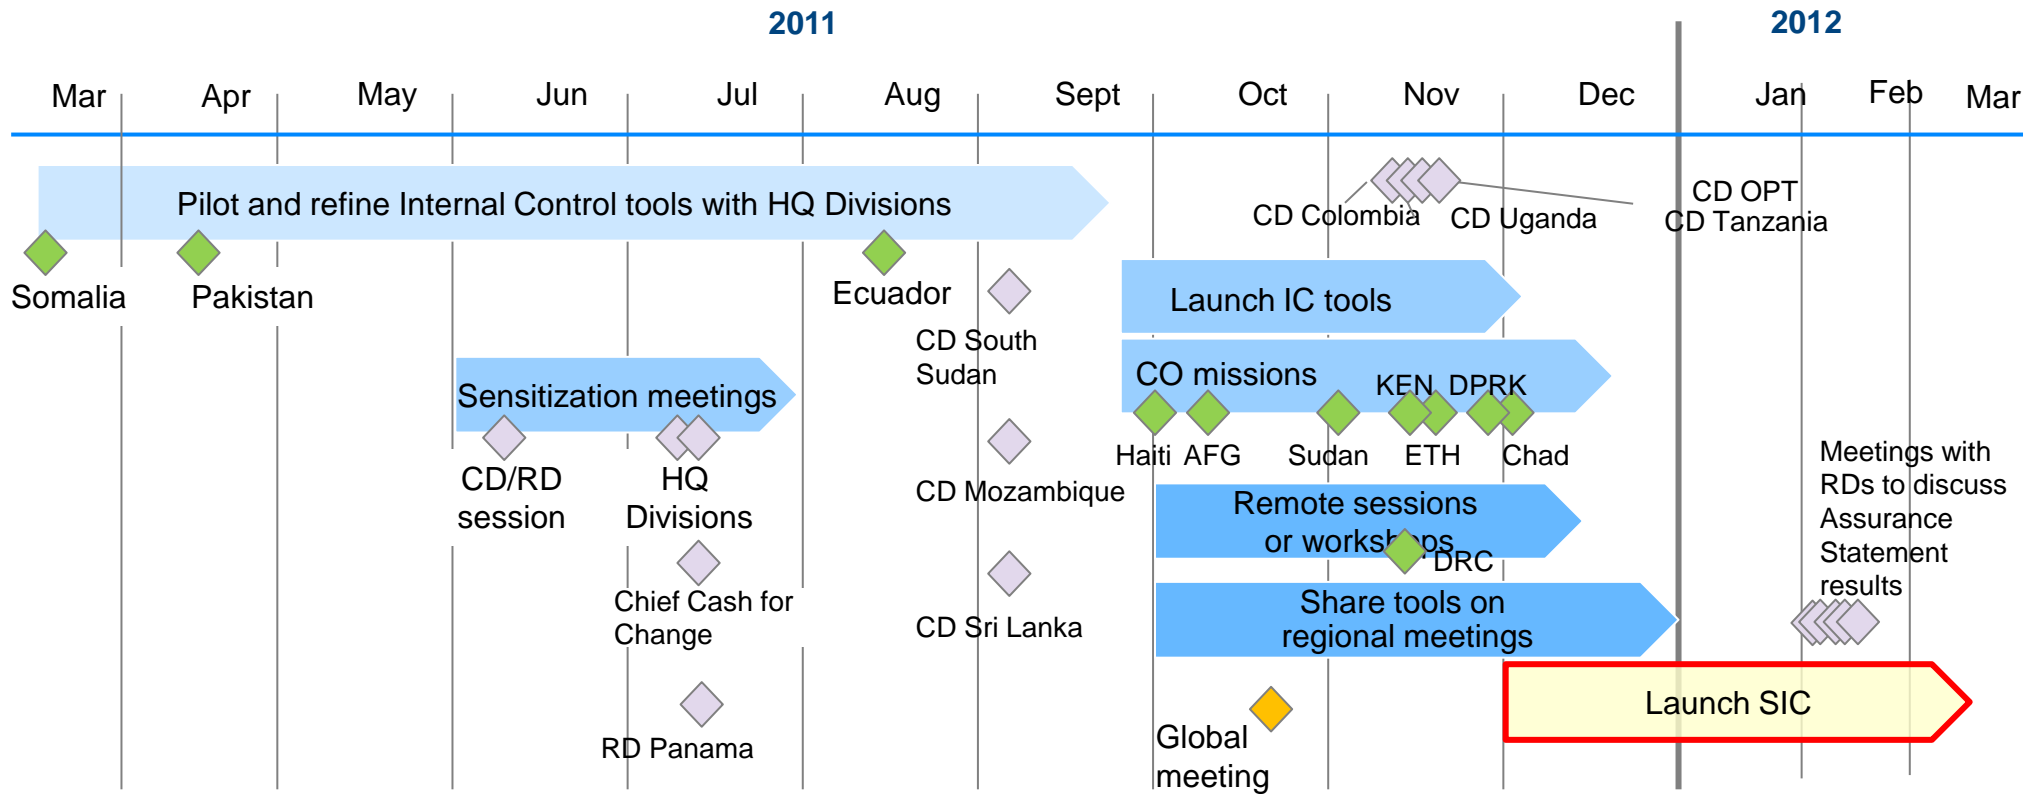 2011
2012
Mar
Apr
May
Jun
Jul
Aug
Sept
Oct
Nov
Dec
Jan
Feb
Mar
Pilot and refine Internal Control tools with HQ Divisions
CD Colombia
CD Uganda
CD OPT
CD Tanzania
Somalia
Pakistan
Ecuador
Launch IC tools
CD South
Sudan
Sensitization meetings
CO missions
KEN
DPRK
Haiti
AFG
Sudan
ETH
Chad
CD/RD
session
HQ
Divisions
CD Mozambique
Remote sessions
or workshops
DRC
Meetings with
RDs to discuss
Assurance
Statement
results
Chief Cash for
Change
CD Sri Lanka
Share tools on
regional meetings
RD Panama
Global
meeting
Launch SIC